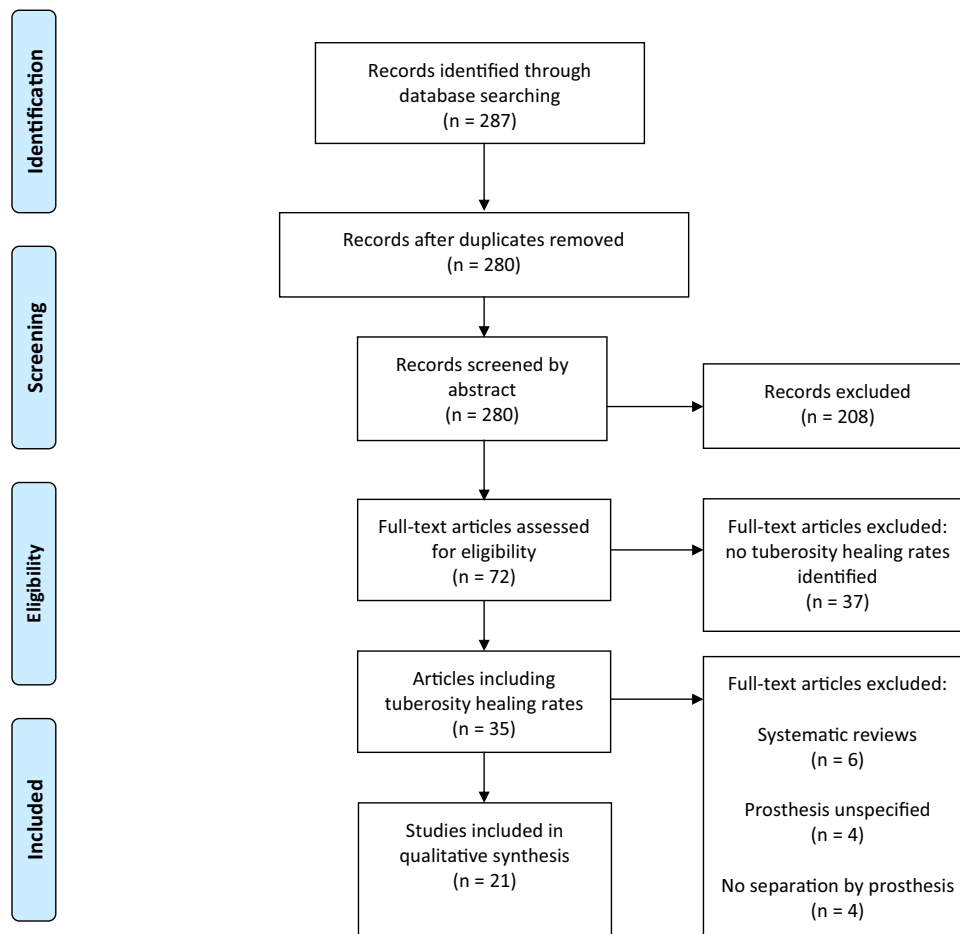 Identification
Records identified through
database searching
(n = 287)
Records after duplicates removed
(n = 280)
Screening
Records screened by
abstract
(n = 280)
Records excluded
(n = 208)
Eligibility
Full-text articles assessed
for eligibility
(n = 72)
Full-text articles excluded:
no tuberosity healing rates
identified
(n = 37)
Articles including
tuberosity healing rates
(n = 35)
Full-text articles excluded:
Systematic reviews
(n = 6)
Prosthesis unspecified
(n = 4)
No separation by prosthesis
(n = 4)
Included
Studies included in
qualitative synthesis
(n = 21)